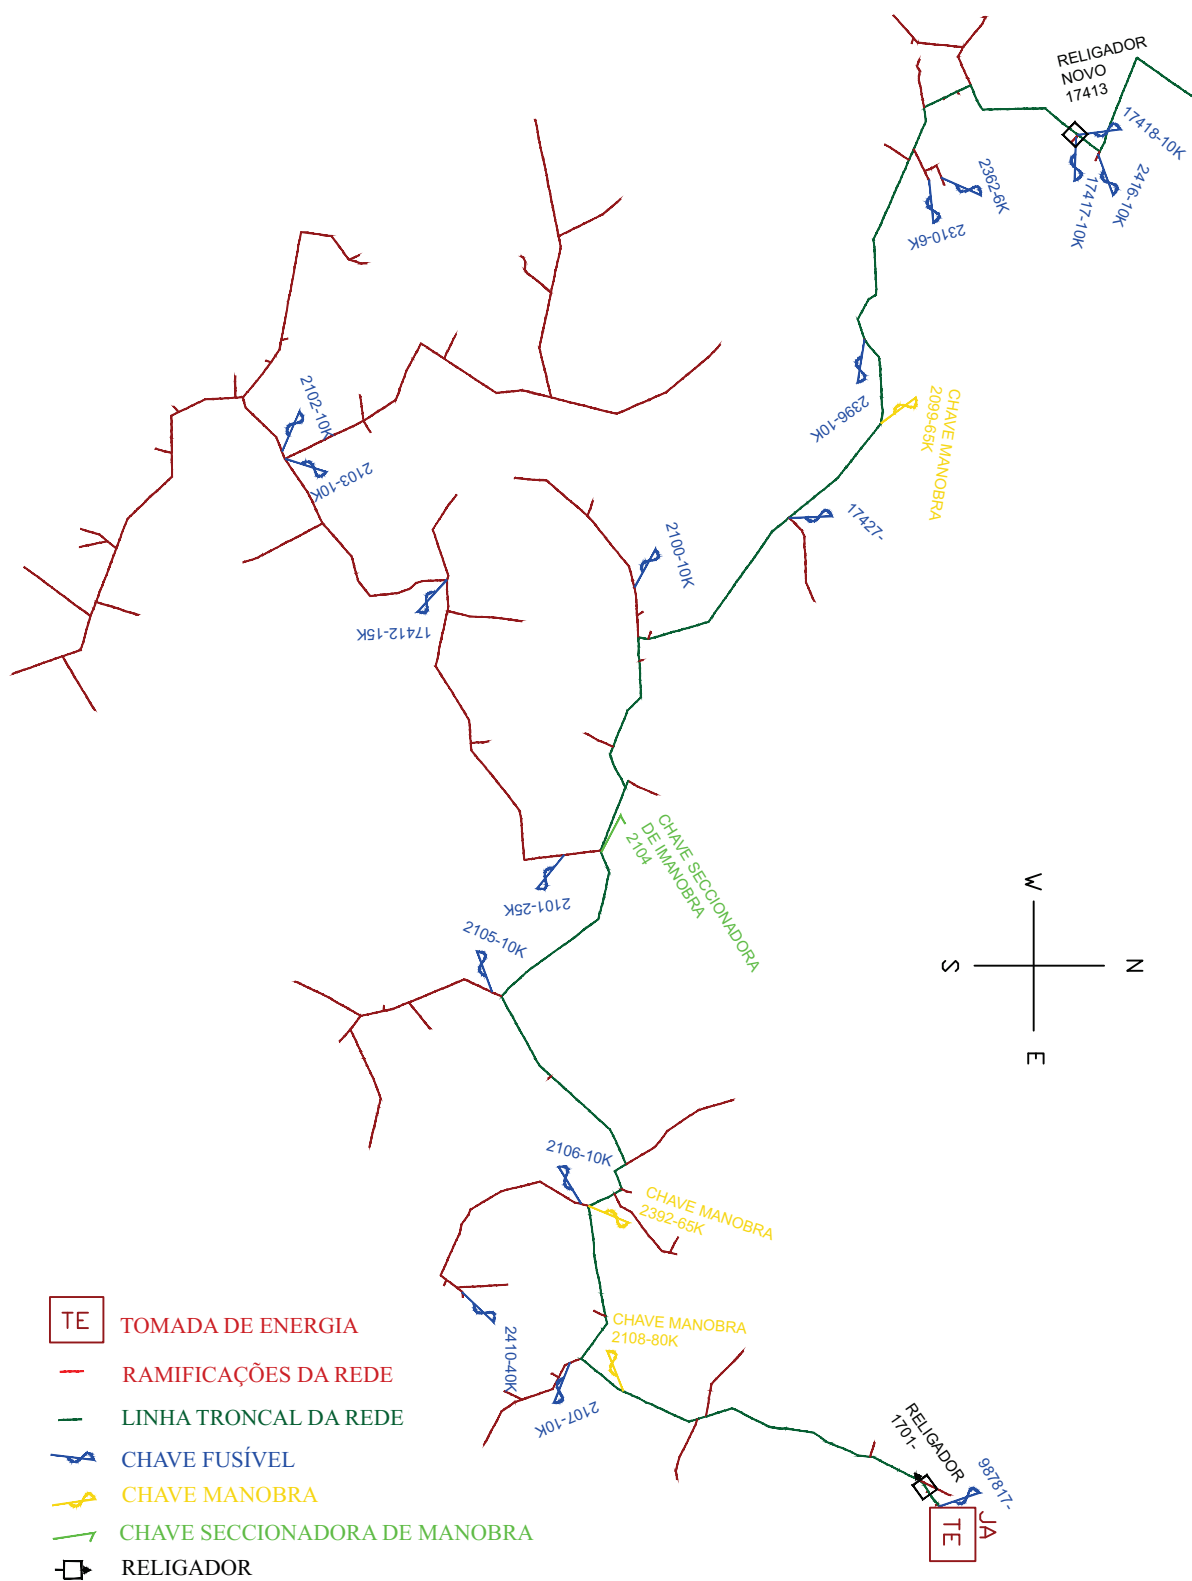 RELIGADOR
NOVO
17413
17418-10K
2416-10K
17417-10K
2362-6K
2310-6K
2396-10K
CHAVE MANOBRA
2099-65K
17427-
2102-10K
2103-10K
2100-10K
17412-15K
CHAVE SECCIONADORA
DE IMANOBRA
2104
2101-25K
2105-10K
W
S
N
E
2106-10K
CHAVE MANOBRA
2392-65K
CHAVE MANOBRA
2108-80K
2410-40K
2107-10K
RELIGADOR
1701-
987817-
TE
JA
TE
TOMADA DE ENERGIA
RAMIFICAÇÕES DA REDE
LINHA TRONCAL DA REDE
CHAVE FUSÍVEL
CHAVE MANOBRA
CHAVE SECCIONADORA DE MANOBRA
RELIGADOR